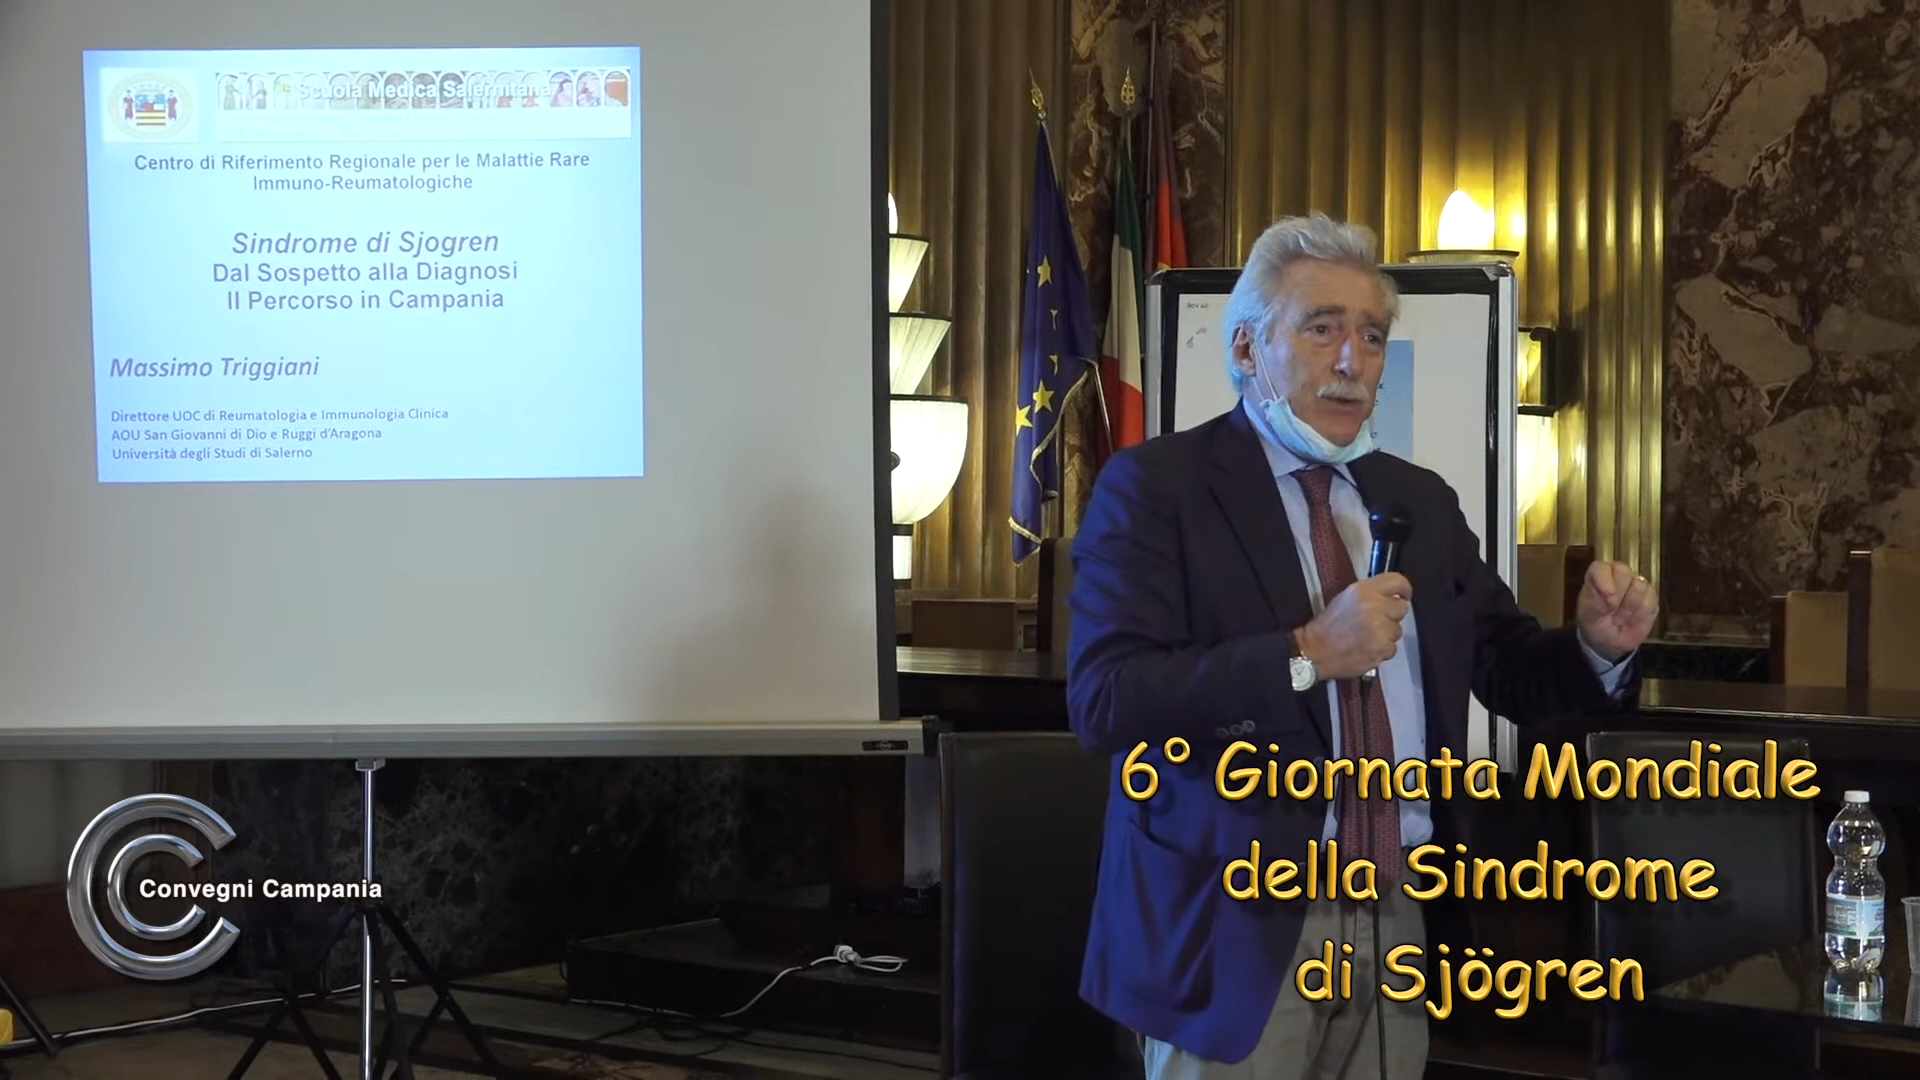 Scuola Medica Salernitana
Centro di Riferimento Regionale per le Malattie Rare
Immuno-Reumatologiche
Sindrome di Sjogren
Dal Sospetto alla Diagnosi
Il Percorso in Campania
Massimo Triggiani
Direttore UOC di Reumatologia e Immunologia Clinica
AOU San Giovanni di Dio e Ruggi d'Aragona
Università degli Studi di Salerno
Convegni Campania
6° Giornata Mondiale
della Sindrome
di Sjögren